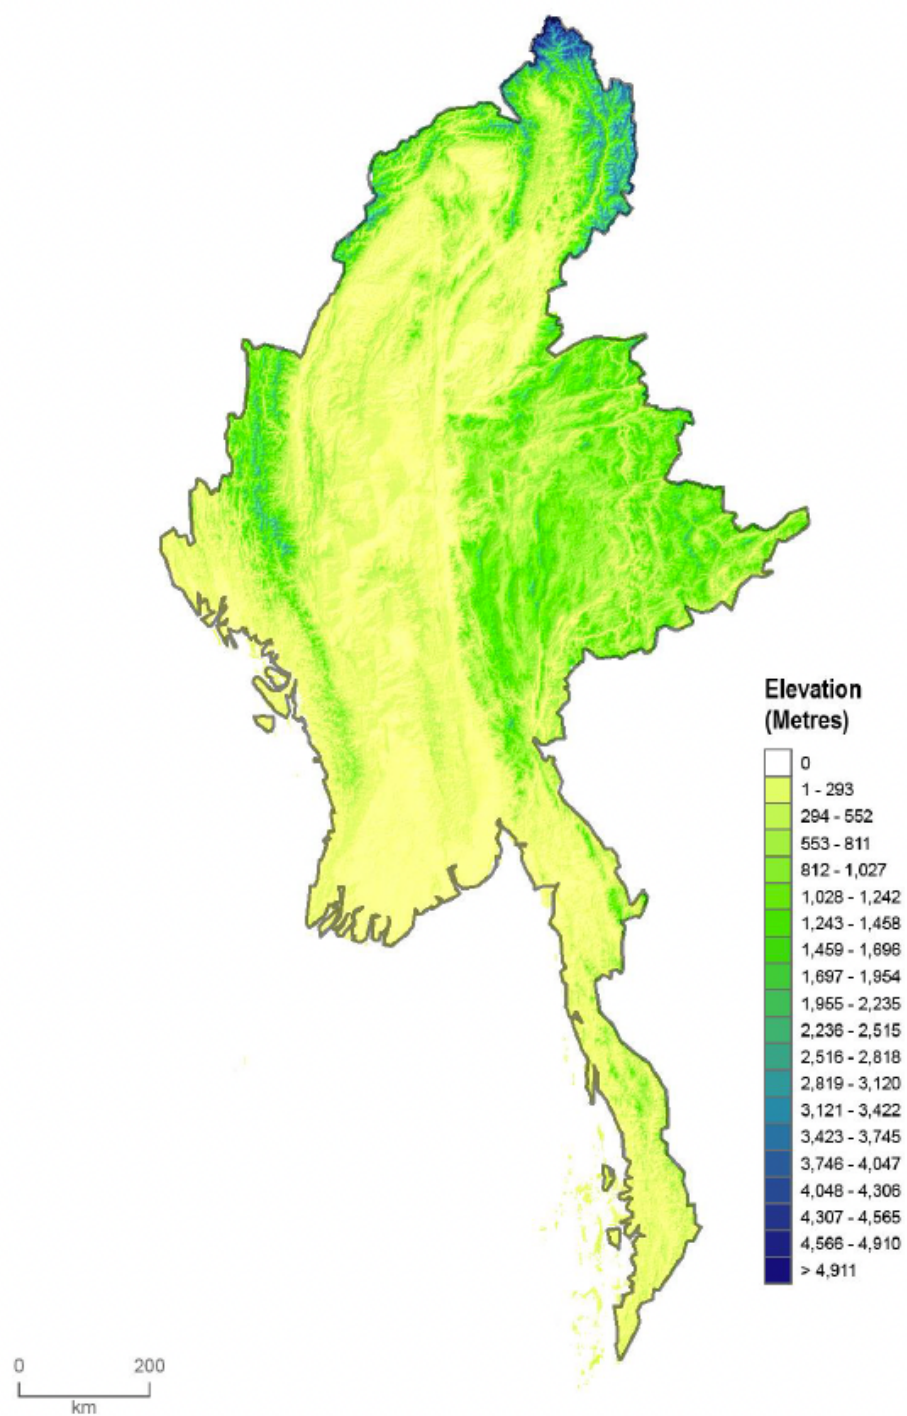 Elevation
(Metres)
0
1 - 293
294 - 552
553 - 811
812 - 1,027
1,028 - 1,242
1,243 - 1,458
1,459 - 1,696
1,697 - 1,954
1,955 - 2,235
2,236 - 2,515
2,516 - 2,818
2,819 - 3,120
3,121 - 3,422
3,423 - 3,745
3,746 - 4,047
4,048 - 4,306
4,307 - 4,565
4,566 - 4,910
> 4,911
0 200
km